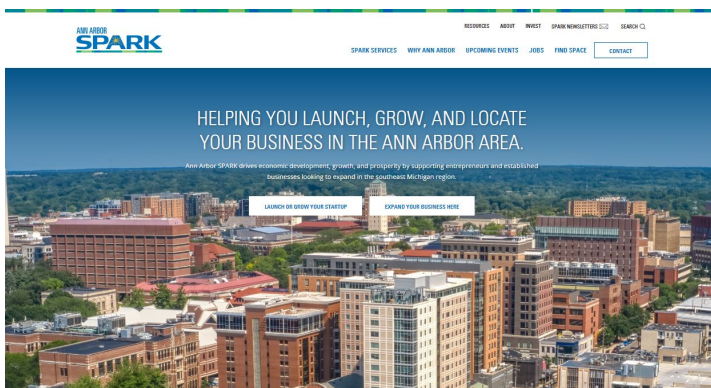 RESOURCES ABOUT INVEST SPARK NEWSLETTERS SEARCH
ANN ARBOR
SPARK
SPARK SERVICES WHY ANN ARBOR UPCOMING EVENTS JOBS FIND SPACE CONTACT
HELPING YOU LAUNCH, GROW, AND LOCATE
YOUR BUSINESS IN THE ANN ARBOR AREA.
Ann Arbor SPARK drives economic development, growth, and prosperity by supporting entrepreneurs and established
businesses looking to expand in the southeast Michigan region.
LAUNCH OR GROW YOUR STARTUP EXPAND YOUR BUSINESS HERE